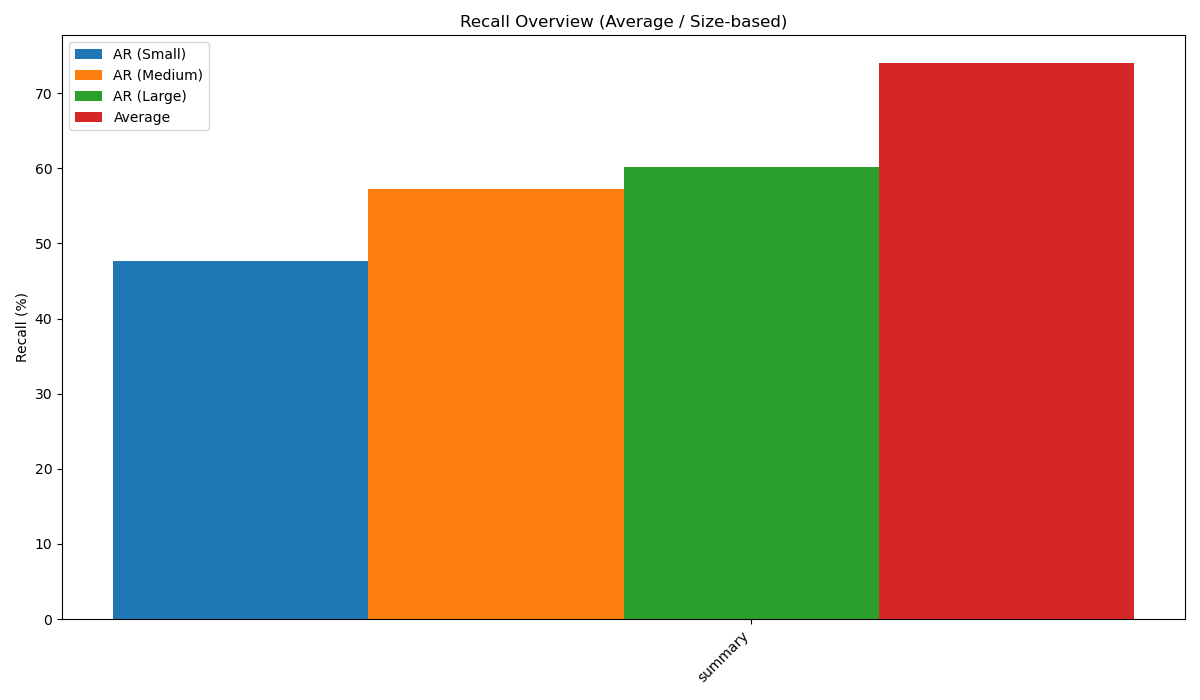 Recall Overview (Average / Size-based)
AR (Small)
AR (Medium)
AR (Large)
Average
Recall (%)
70
60
50
40
30
20
10
0
summary